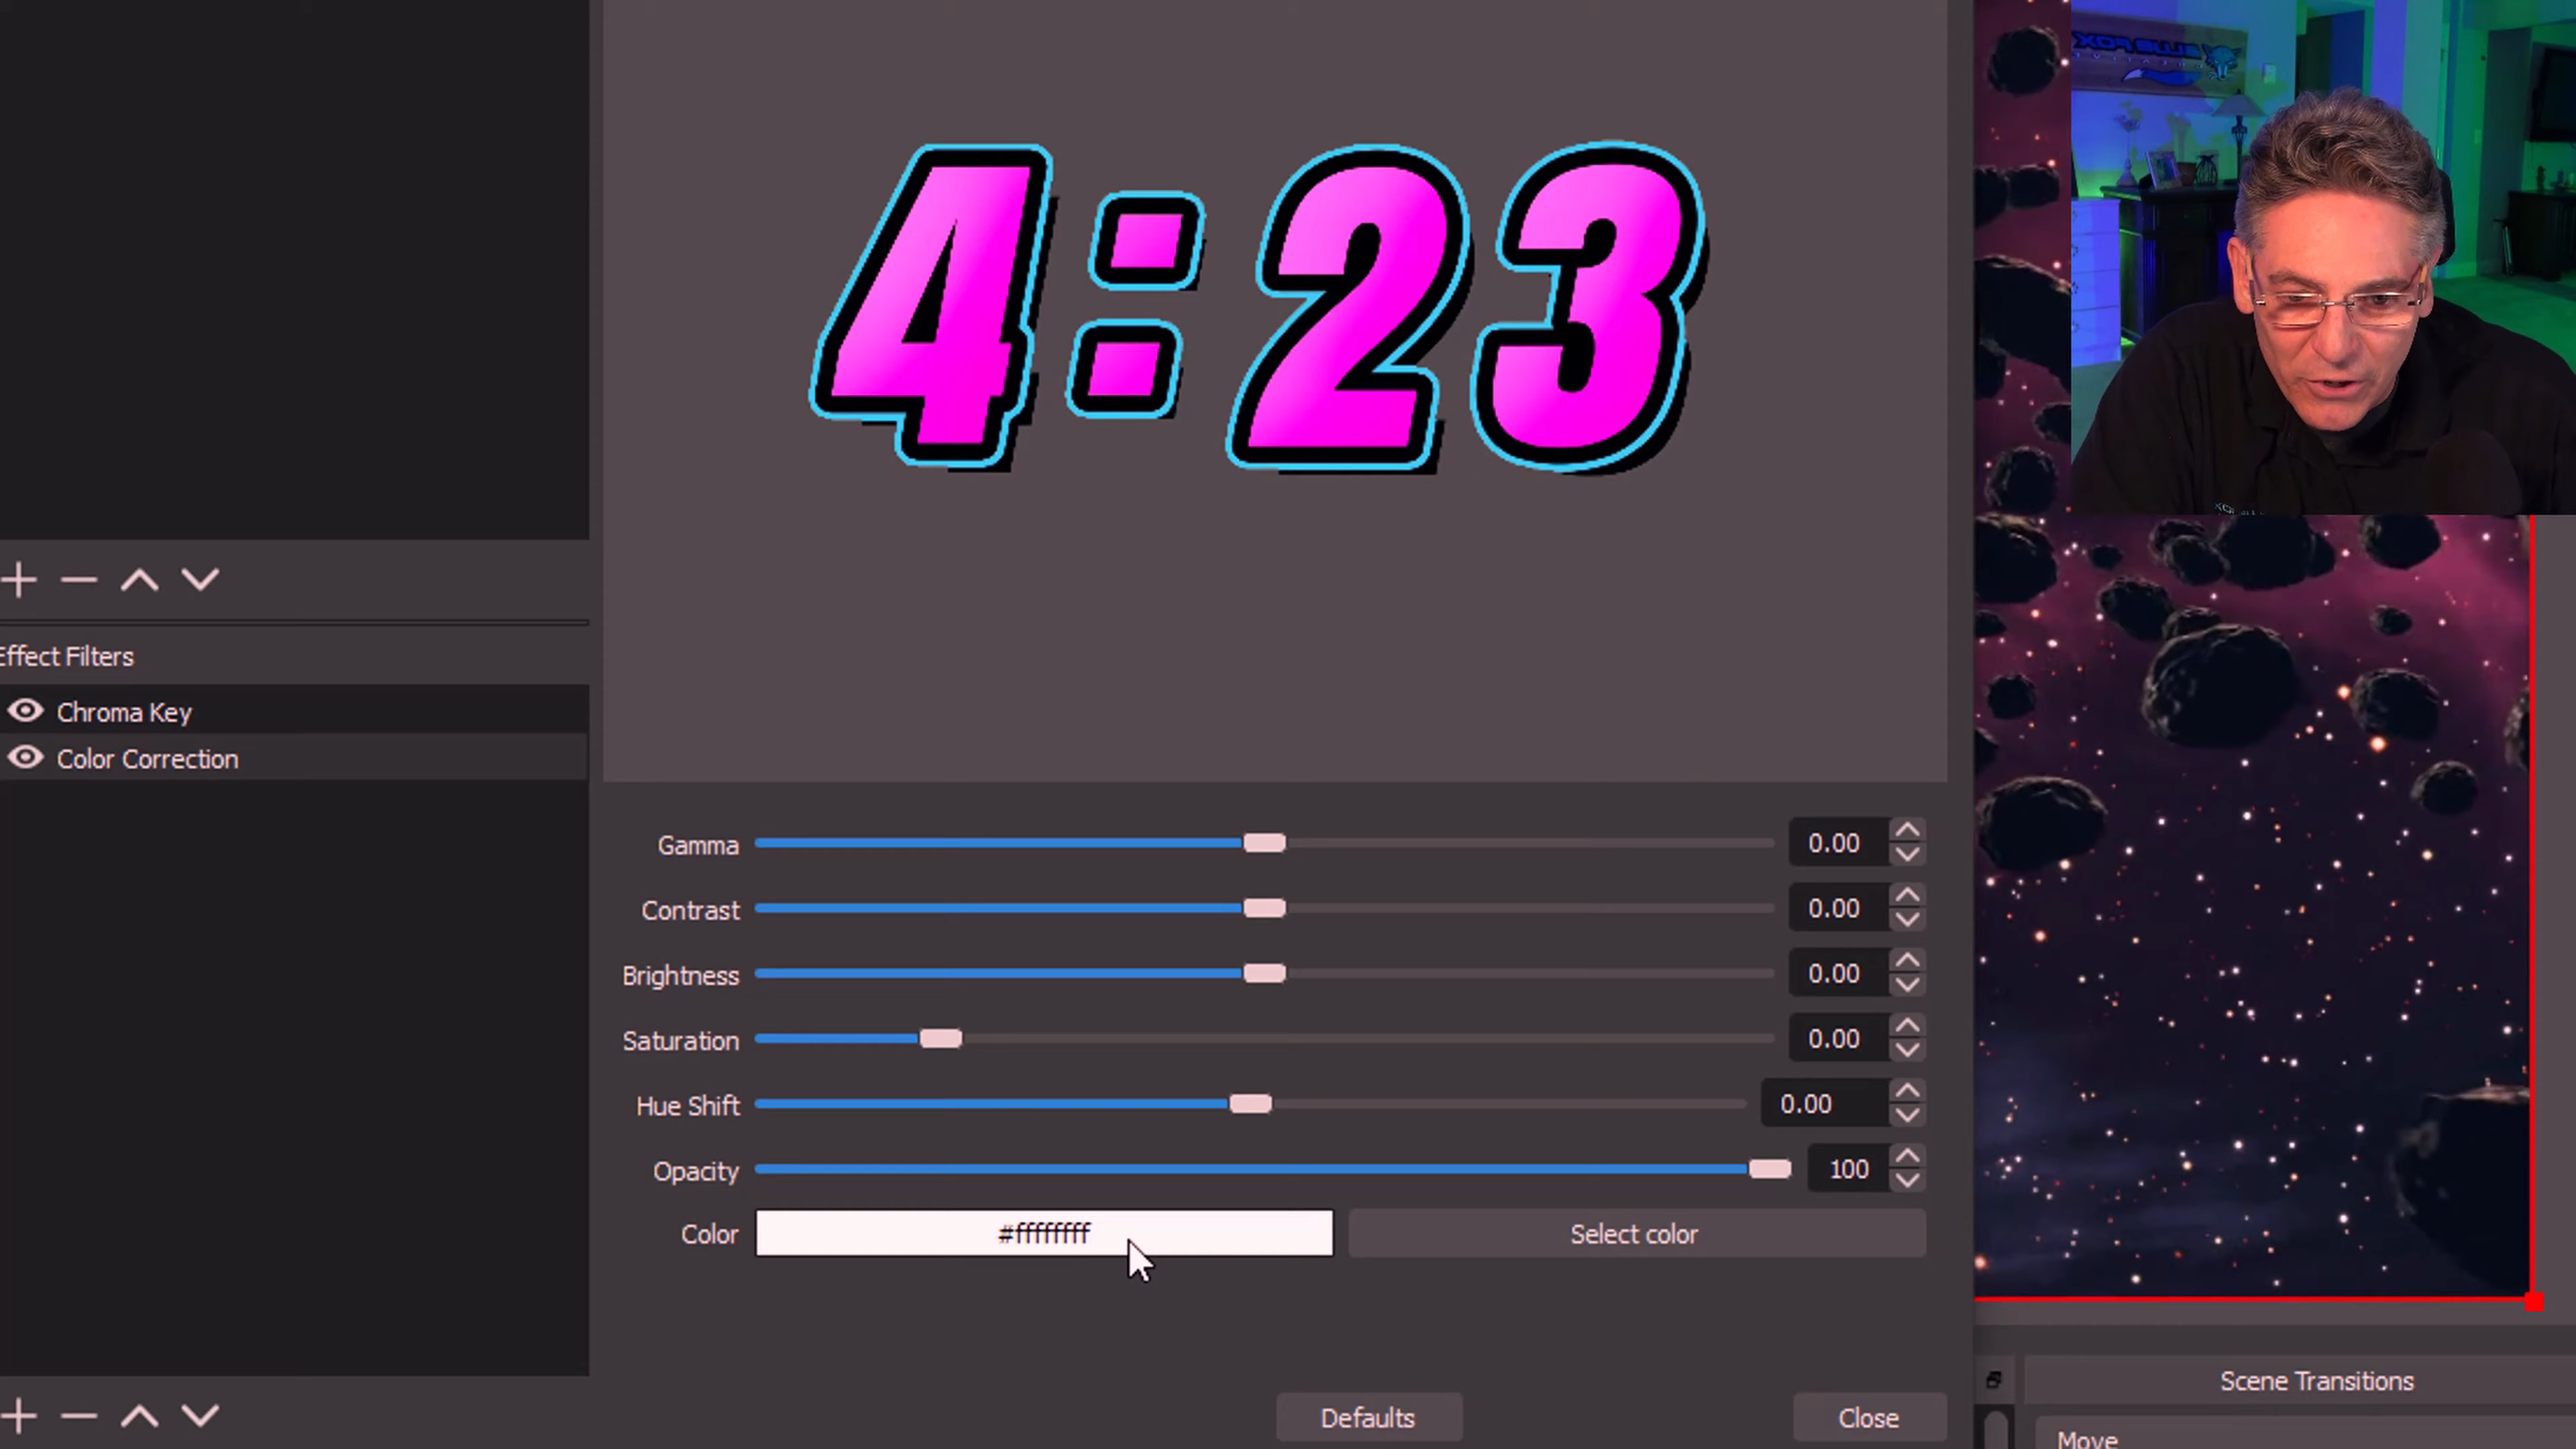 4:23
Effect Filters
Chroma Key
Color Correction
Gamma 0.00
Contrast 0.00
Brightness 0.00
Saturation 0.00
Hue Shift 0.00
Opacity 100
Color #ffffffff Select color
Defaults Close
Scene Transitions
Move